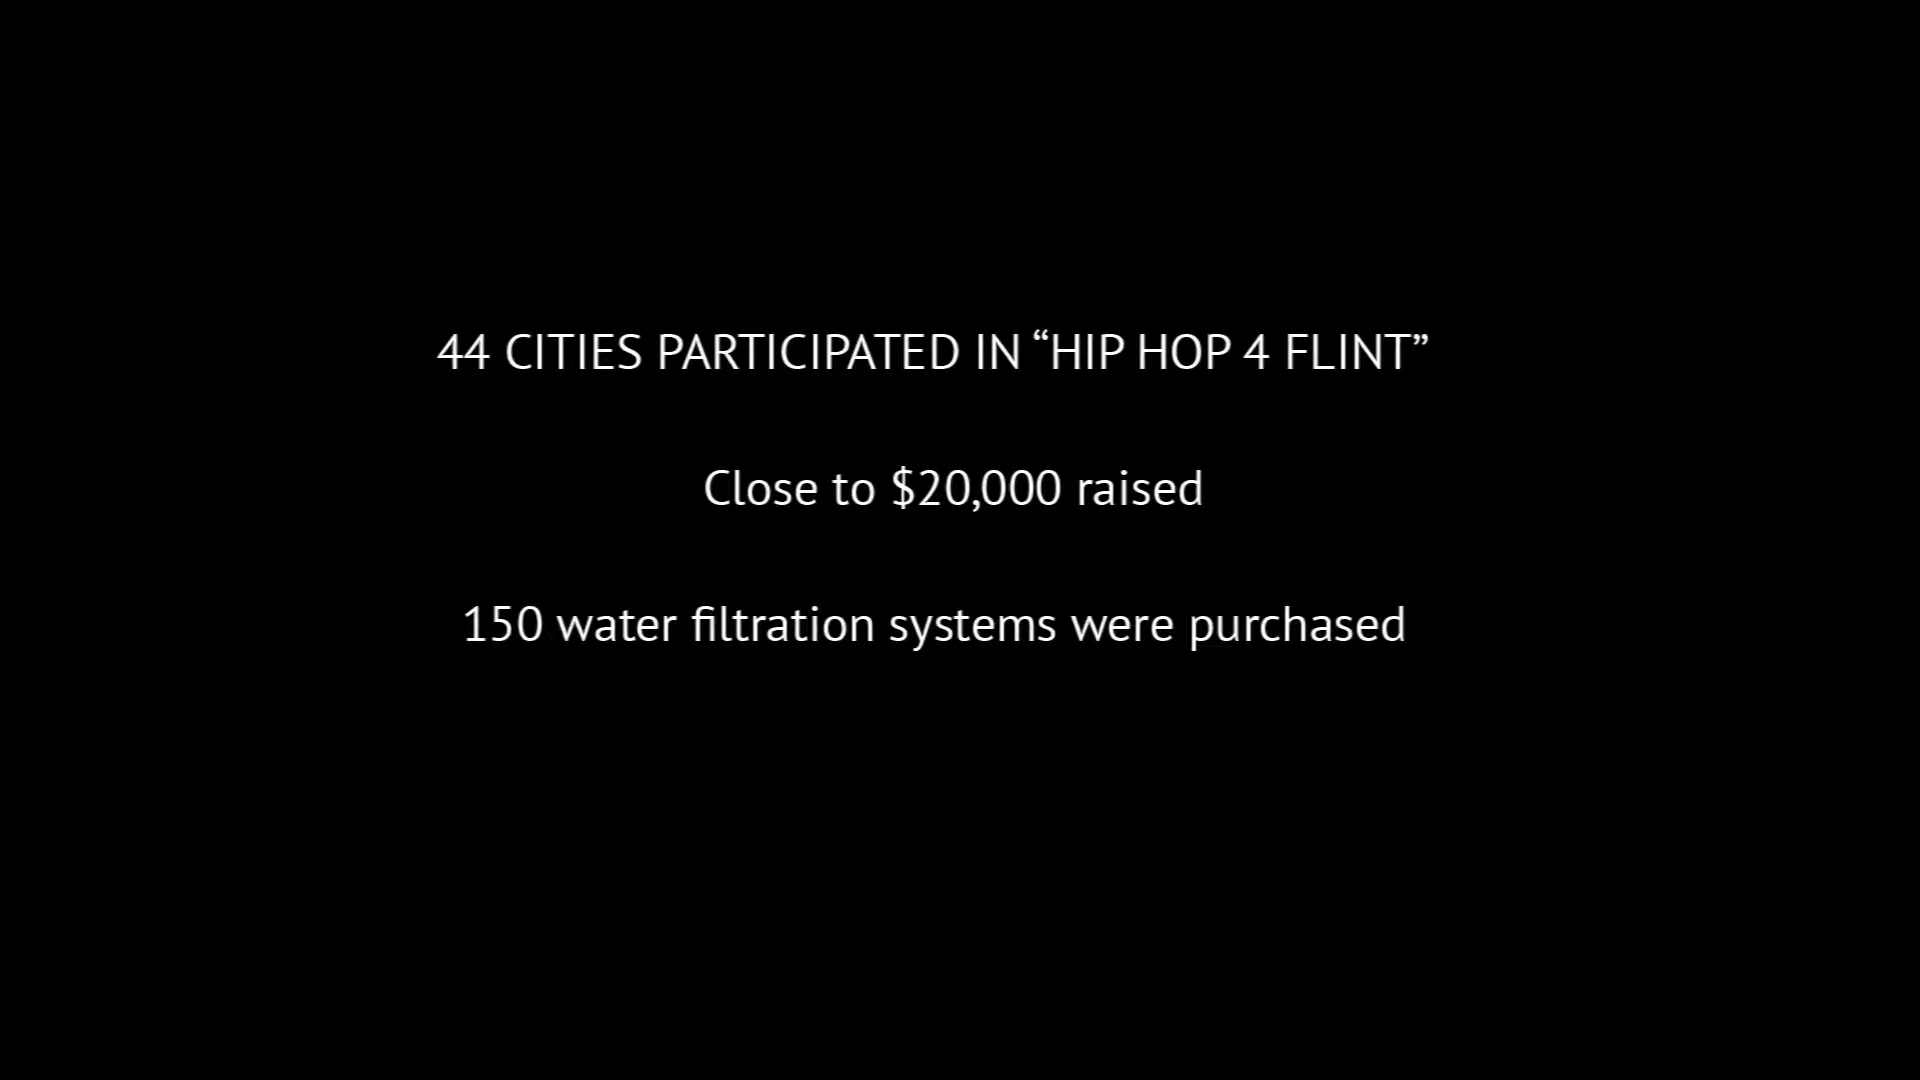 44 CITIES PARTICIPATED IN “HIP HOP 4 FLINT”
Close to $20,000 raised
150 water filtration systems were purchased